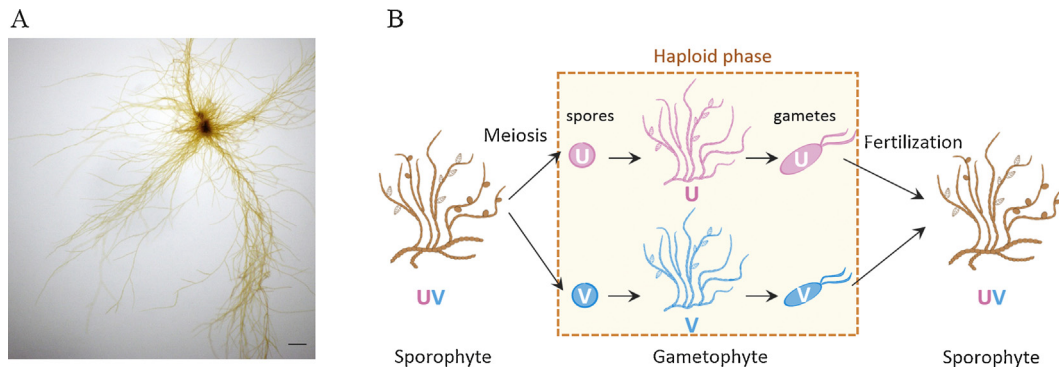 A
B
Haploid phase
spores
gametes
Meiosis
Fertilization
U
U
U
UV
V
V
V
UV
Sporophyte
Gametophyte
Sporophyte